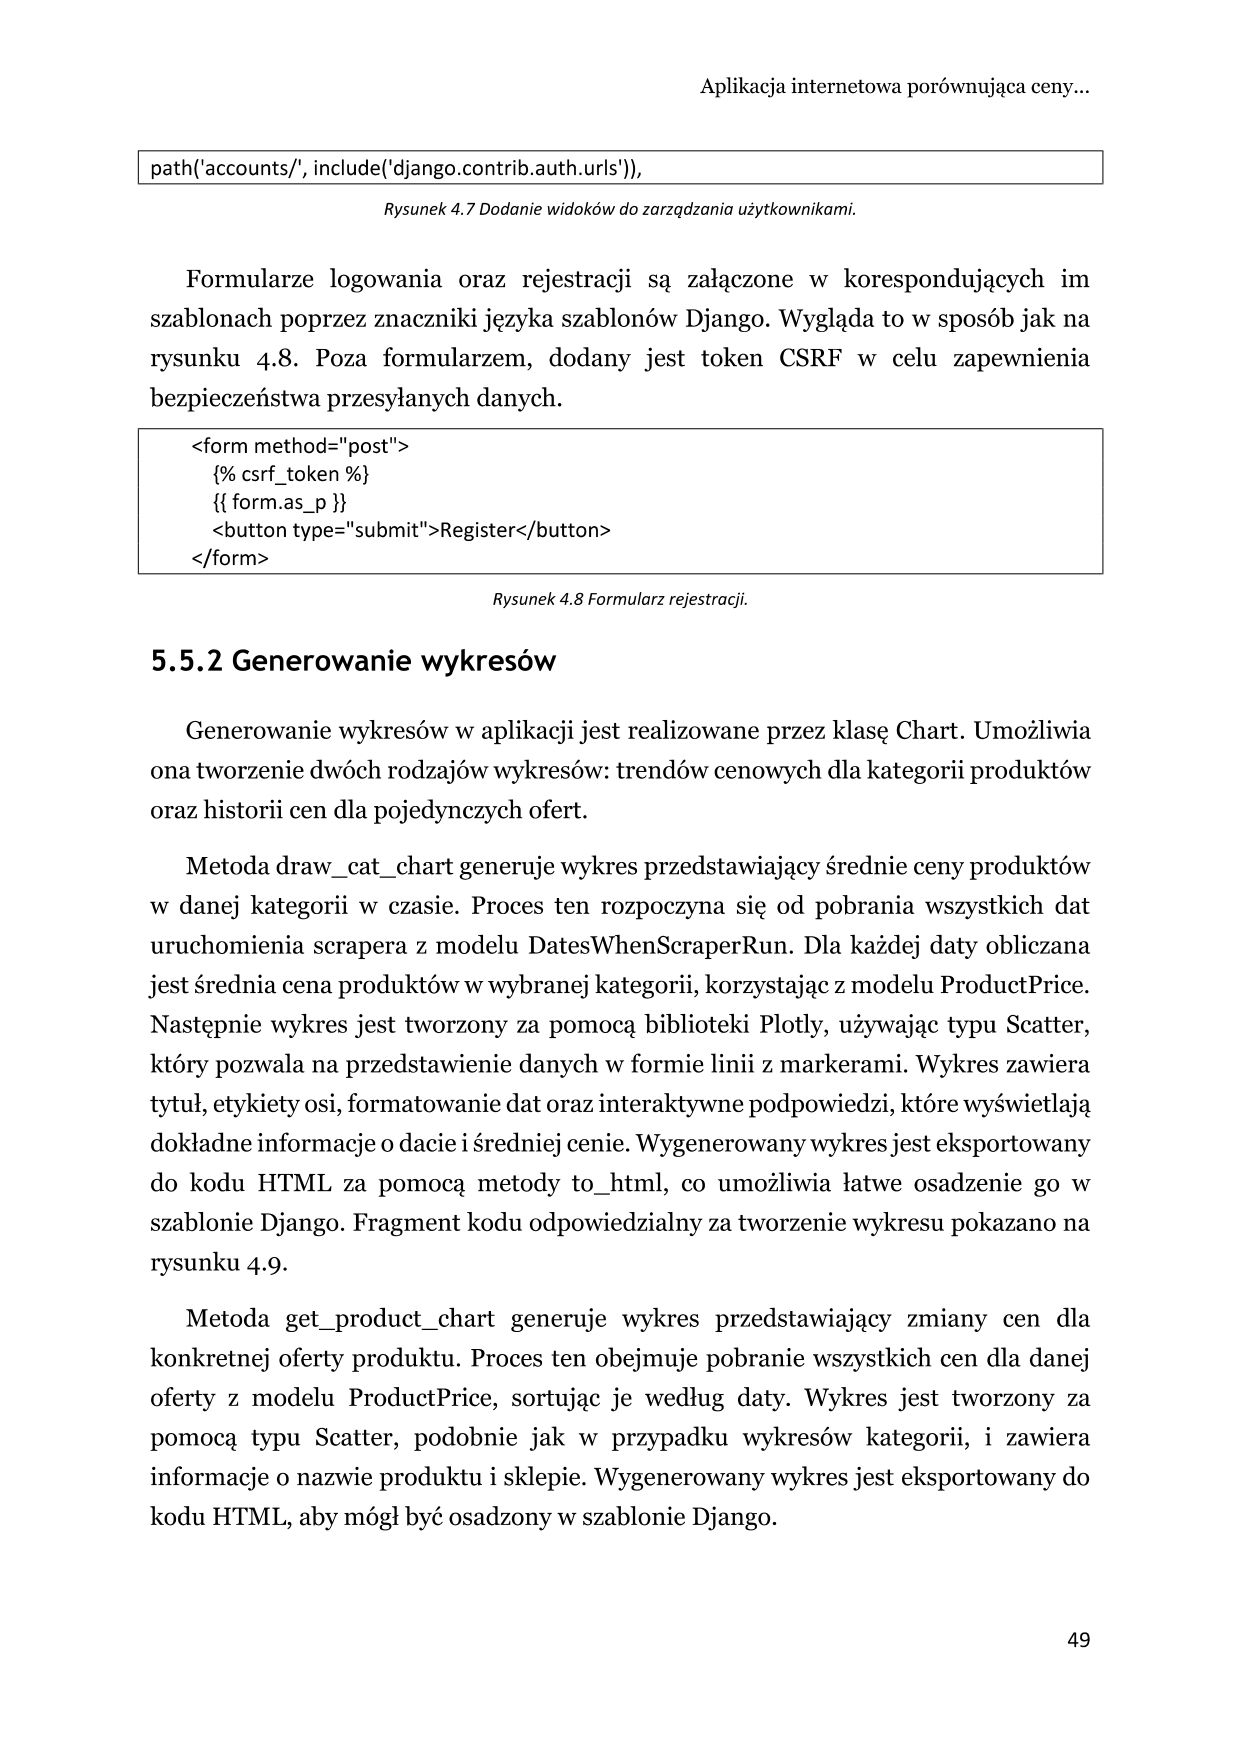 Aplikacja internetowa porównująca ceny...
path('accounts/', include('django.contrib.auth.urls')),
Rysunek 4.7 Dodanie widoków do zarządzania użytkownikami.
Formularze logowania oraz rejestracji są załączone w korespondujących im
szablonach poprzez znaczniki języka szablonów Django. Wygląda to w sposób jak na
rysunku 4.8. Poza formularzem, dodany jest token CSRF w celu zapewnienia
bezpieczeństwa przesyłanych danych.
<form method="post">
{% csrf_token %}
{{ form.as_p }}
<button type="submit">Register</button>
</form>
Rysunek 4.8 Formularz rejestracji.
5.5.2 Generowanie wykresów
Generowanie wykresów w aplikacji jest realizowane przez klasę Chart. Umożliwia
ona tworzenie dwóch rodzajów wykresów: trendów cenowych dla kategorii produktów
oraz historii cen dla pojedynczych ofert.
Metoda draw_cat_chart generuje wykres przedstawiający średnie ceny produktów
w danej kategorii w czasie. Proces ten rozpoczyna się od pobrania wszystkich dat
uruchomienia scrapera z modelu DatesWhenScraperRun. Dla każdej daty obliczana
jest średnia cena produktów w wybranej kategorii, korzystając z modelu ProductPrice.
Następnie wykres jest tworzony za pomocą biblioteki Plotly, używając typu Scatter,
który pozwala na przedstawienie danych w formie linii z markerami. Wykres zawiera
tytuł, etykiety osi, formatowanie dat oraz interaktywne podpowiedzi, które wyświetlają
dokładne informacje o dacie i średniej cenie. Wygenerowany wykres jest eksportowany
do kodu HTML za pomocą metody to_html, co umożliwia łatwe osadzenie go w
szablonie Django. Fragment kodu odpowiedzialny za tworzenie wykresu pokazano na
rysunku 4.9.
Metoda get_product_chart generuje wykres przedstawiający zmiany cen dla
konkretnej oferty produktu. Proces ten obejmuje pobranie wszystkich cen dla danej
oferty z modelu ProductPrice, sortując je według daty. Wykres jest tworzony za
pomocą typu Scatter, podobnie jak w przypadku wykresów kategorii, i zawiera
informacje o nazwie produktu i sklepie. Wygenerowany wykres jest eksportowany do
kodu HTML, aby mógł być osadzony w szablonie Django.
49